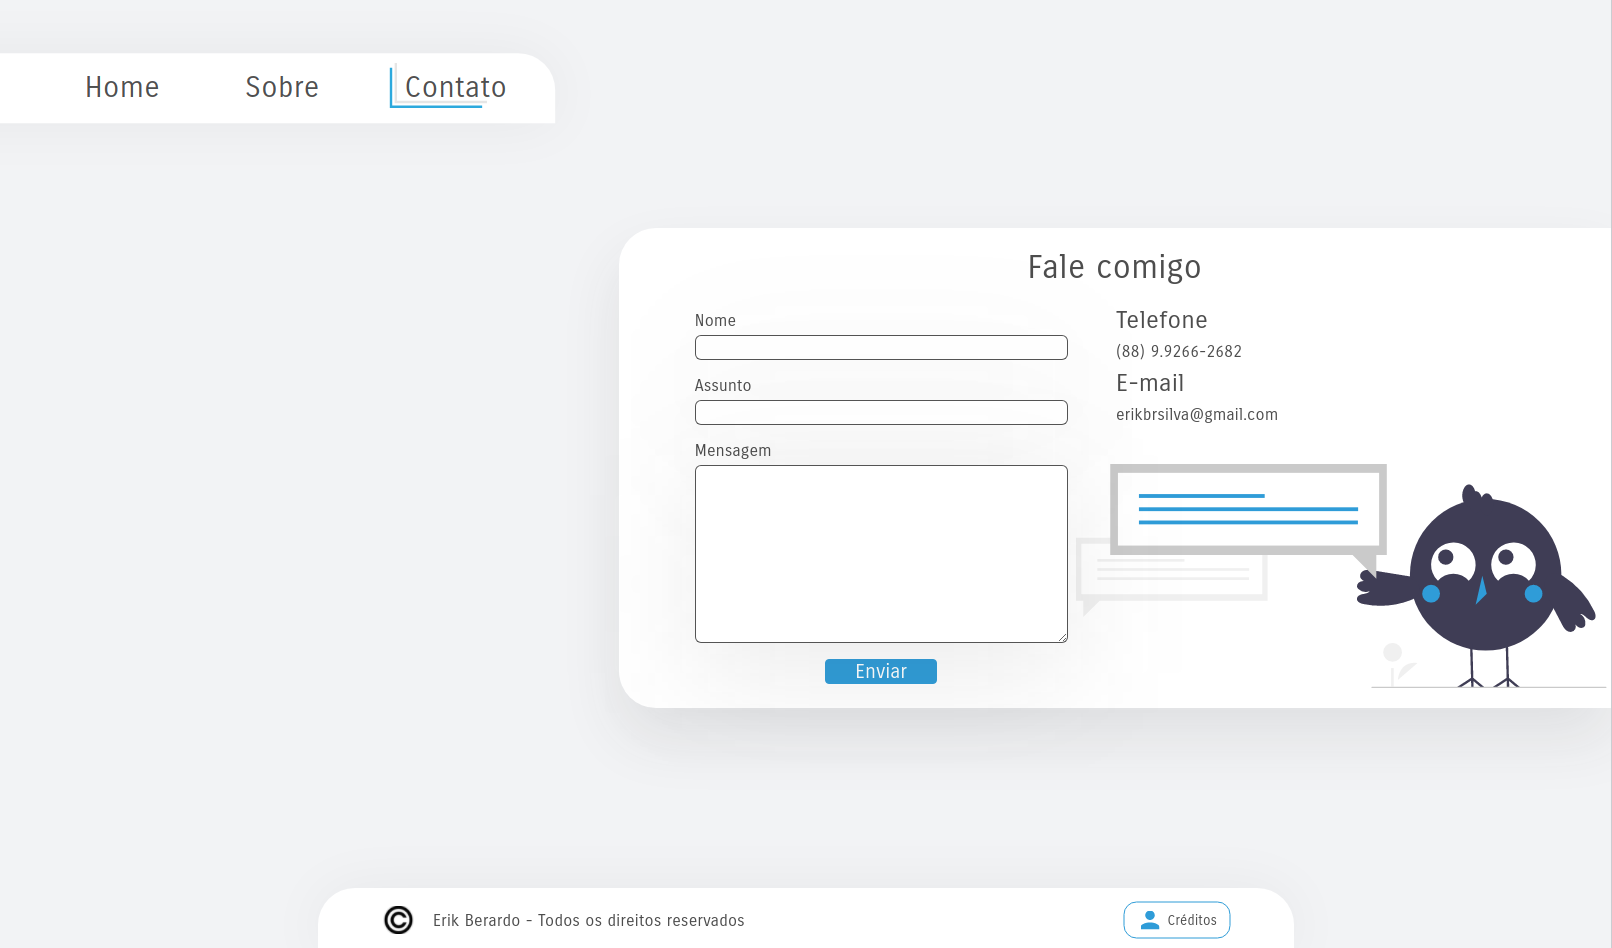 Home
Sobre
Contato
Fale comigo
Nome
Assunto
Mensagem
Enviar
Telefone
(88) 9.9266-2682
E-mail
erikbrsilva@gmail.com
© Erik Berardo - Todos os direitos reservados
Créditos